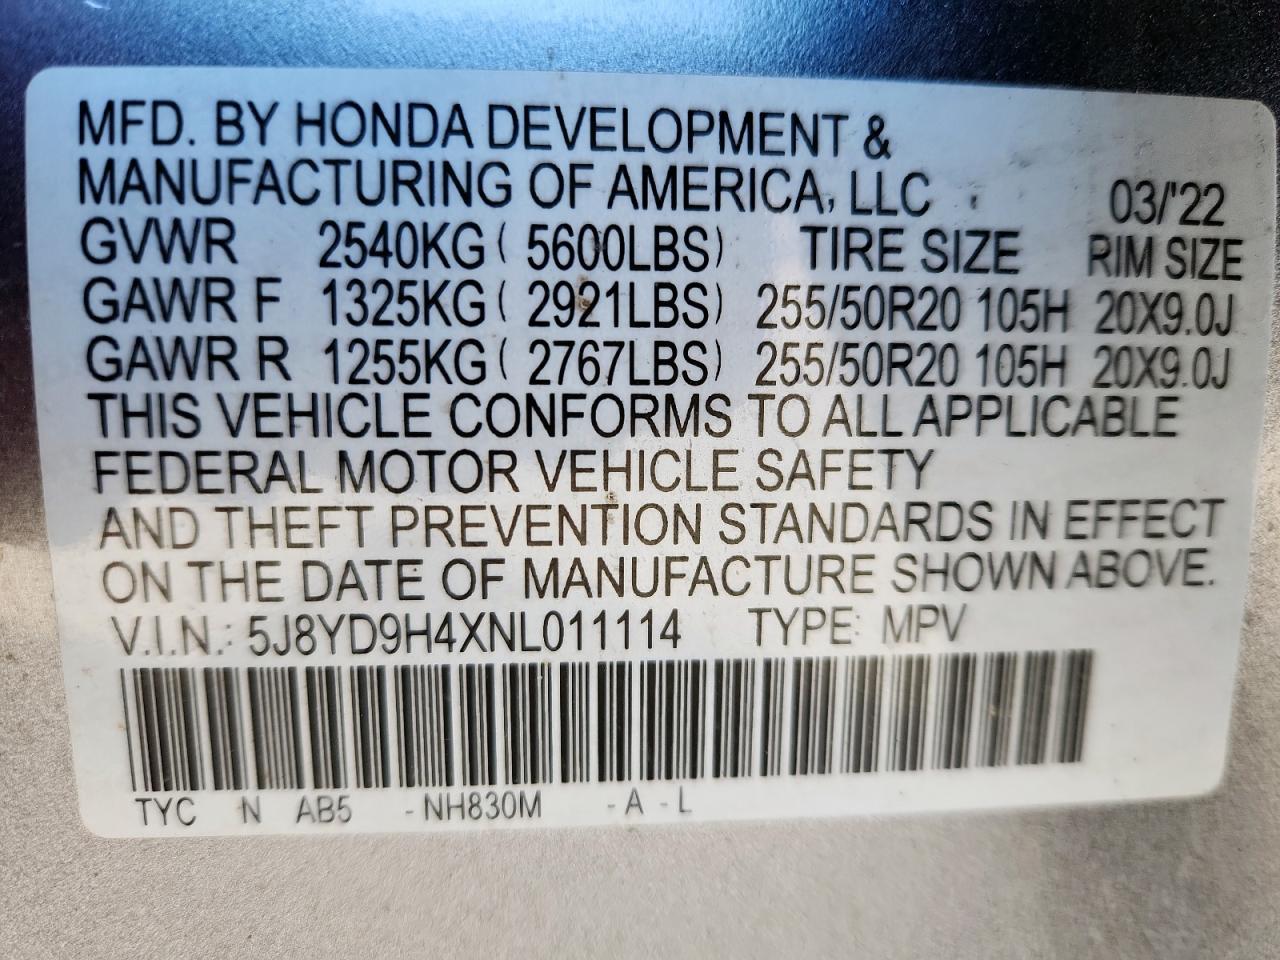 MFD. BY HONDA DEVELOPMENT &
MANUFACTURING OF AMERICA, LLC 03/'22
GVWR 2540KG ( 5600LBS) TIRE SIZE RIM SIZE
GAWR F 1325KG ( 2921LBS) 255/50R20 105H 20X9.0J
GAWR R 1255KG ( 2767LBS) 255/50R20 105H 20X9.0J
THIS VEHICLE CONFORMS TO ALL APPLICABLE
FEDERAL MOTOR VEHICLE SAFETY
AND THEFT PREVENTION STANDARDS IN EFFECT
ON THE DATE OF MANUFACTURE SHOWN ABOVE.
V.I.N.: 5J8YD9H4XNL011114 TYPE: MPV
TYC N AB5 - NH830M - A - L